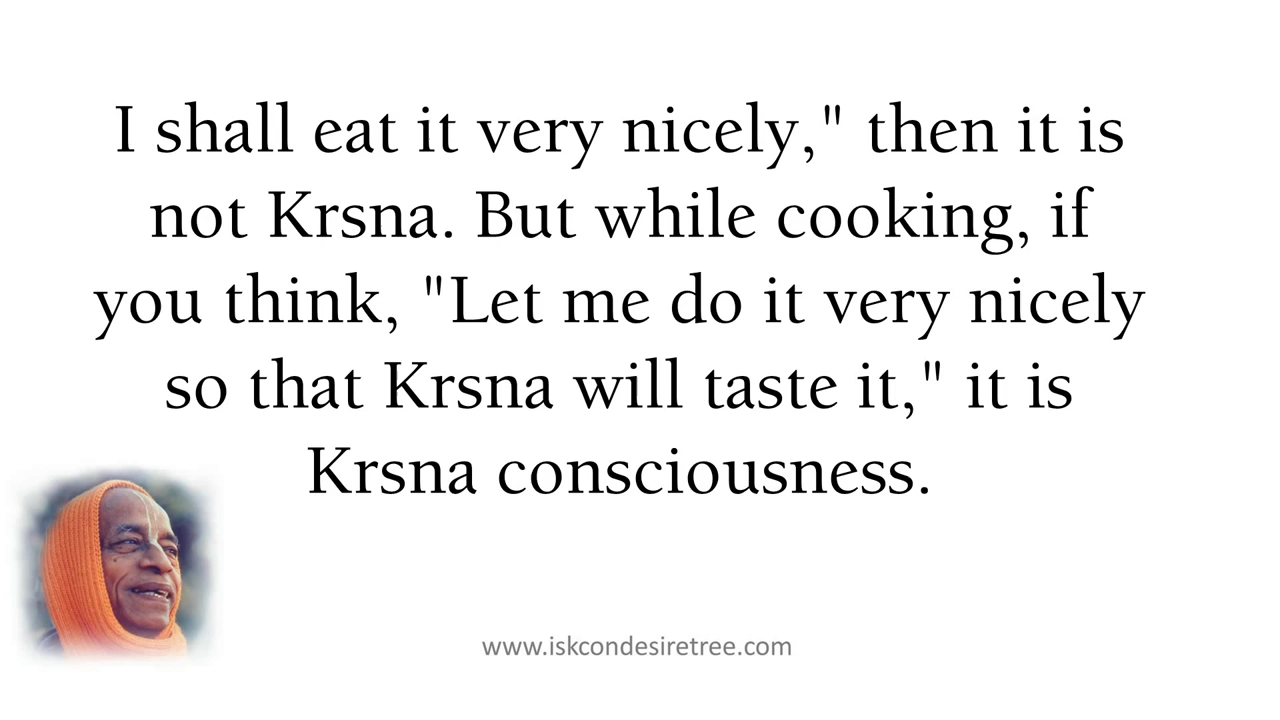 I shall eat it very nicely," then it is
not Krsna. But while cooking, if
you think, "Let me do it very nicely
so that Krsna will taste it," it is
Krsna consciousness.
www.iskcondesiretree.com